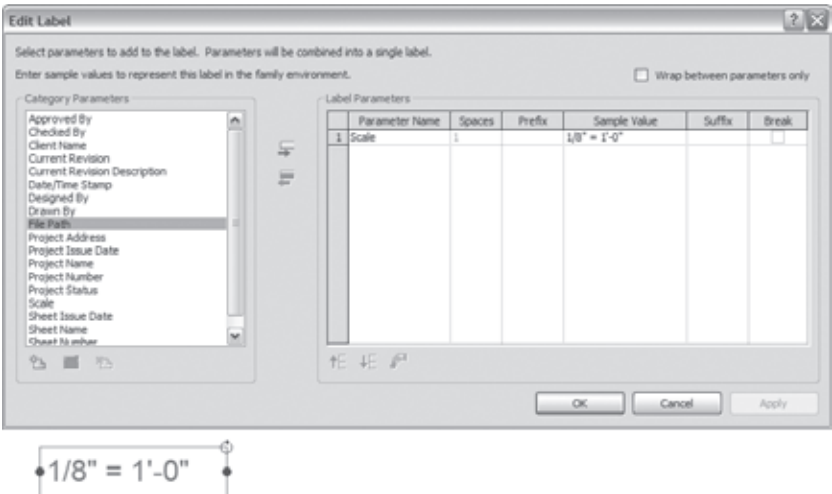 Edit Label
Select parameters to add to the label. Parameters will be combined into a single label.
Enter sample values to represent this label in the family environment.
Wrap between parameters only
Category Parameters
Approved By
Checked By
Client Name
Current Revision
Current Revision Description
Date/Time Stamp
Designed By
Drawn By
File Path
Project Address
Project Issue Date
Project Name
Project Number
Project Status
Scale
Sheet Issue Date
Sheet Name
Sheet Number
Label Parameters
Parameter Name Spaces Prefix Sample Value Suffix Break
1 Scale 1 1/8" = 1'-0"
OK Cancel Apply
1/8" = 1'-0"